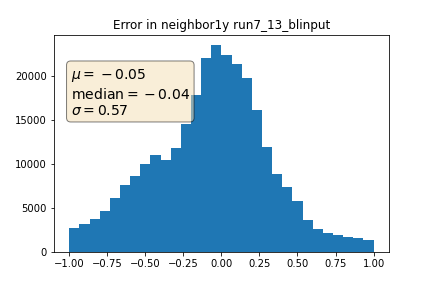 Error in neighbor1y run7_13_blinput
μ = −0.05
median = −0.04
σ = 0.57
20000
15000
10000
5000
0
−1.00 −0.75 −0.50 −0.25 0.00 0.25 0.50 0.75 1.00